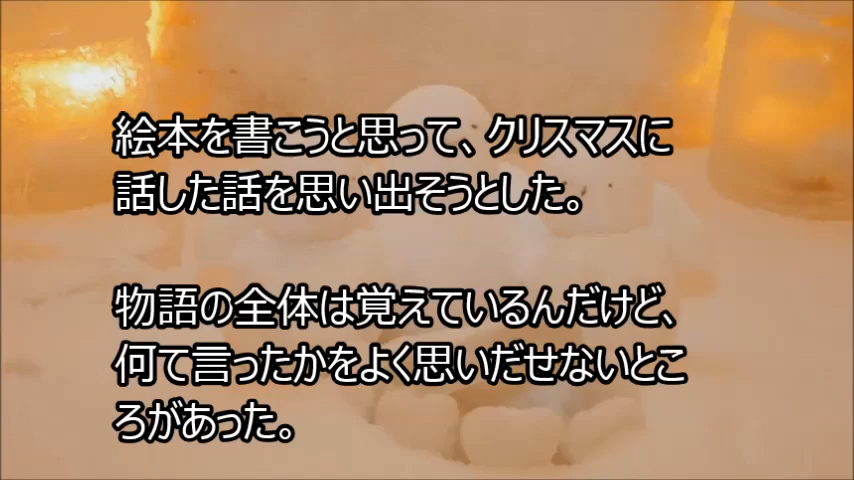 絵本を書こうと思って、クリスマスに
話した話を思い出そうとした。
物語の全体は覚えているんだけど、
何て言ったかをよく思いだせないとこ
ろがあった。